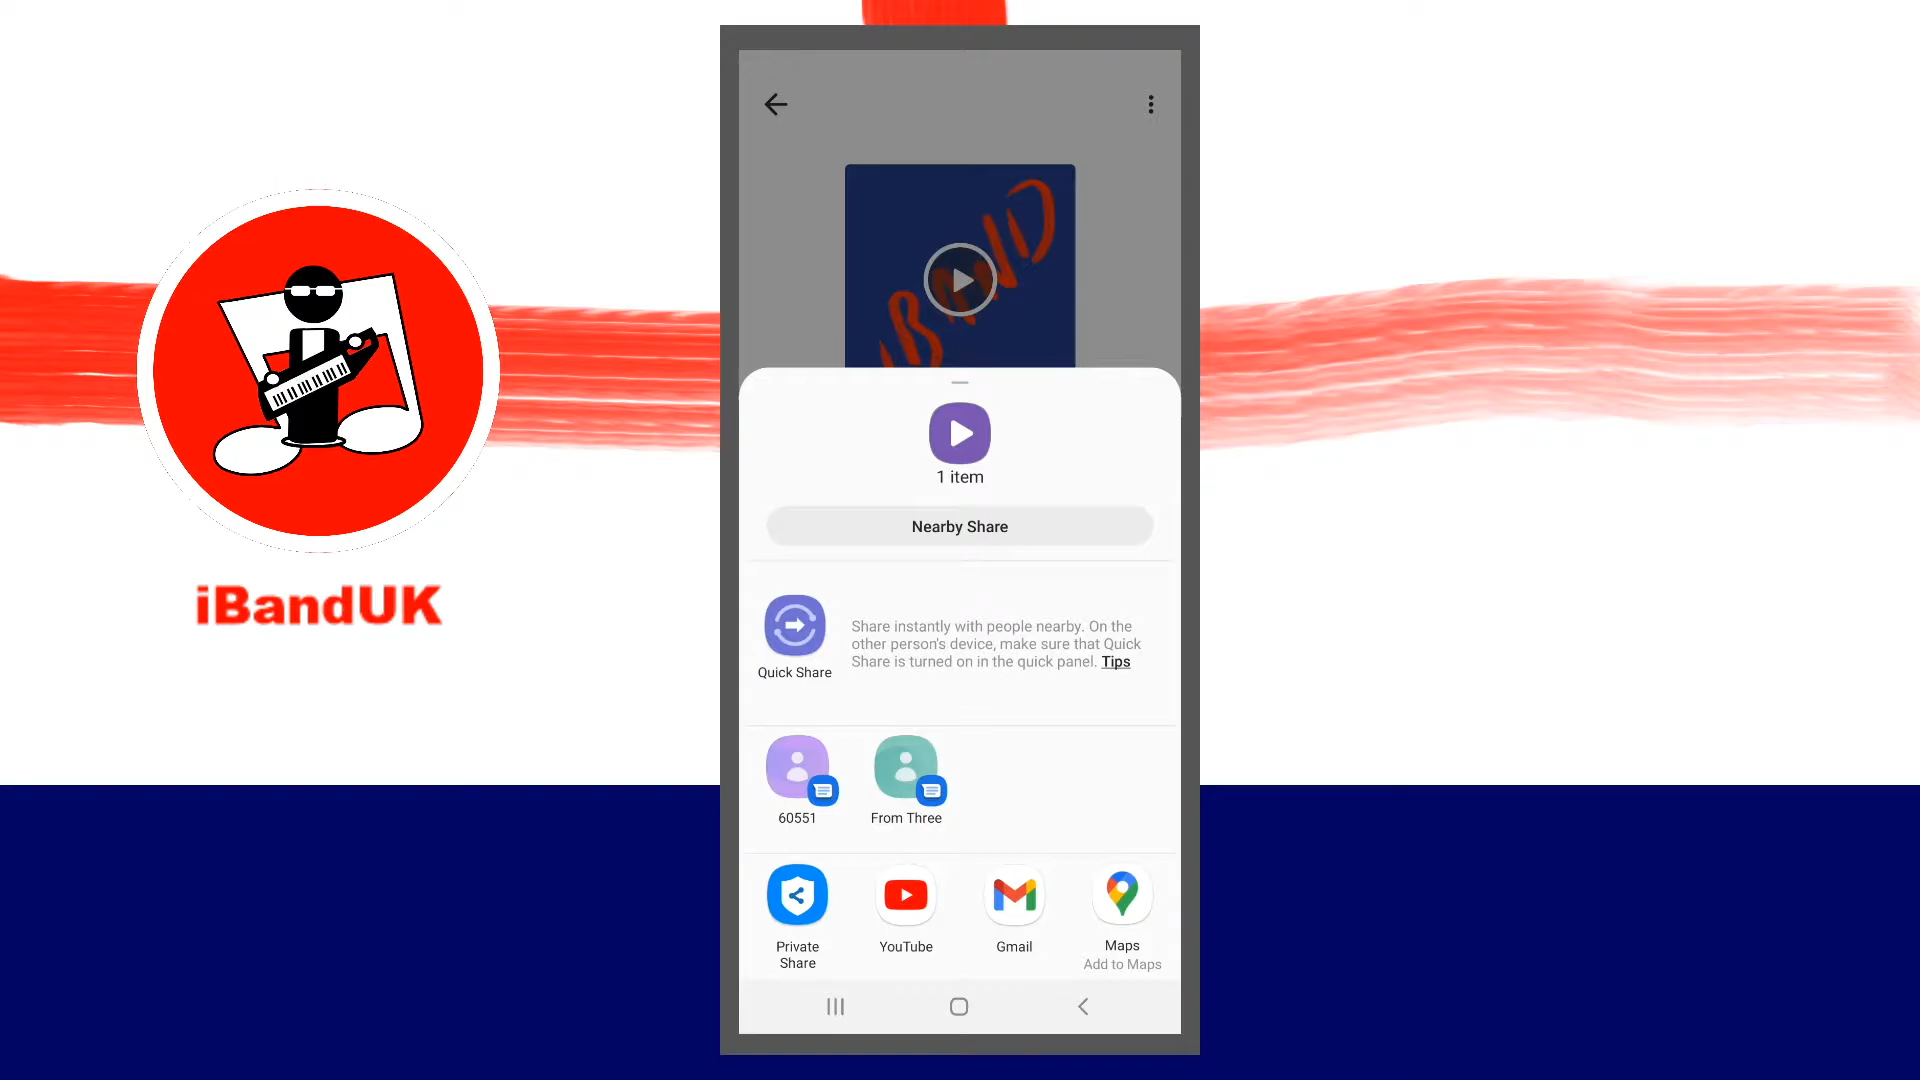 iBandUK
iBAND
1 item
Nearby Share
Quick Share
Share instantly with people nearby. On the
other person's device, make sure that Quick
Share is turned on in the quick panel. Tips
60551
From Three
Private
Share
YouTube
Gmail
Maps
Add to Maps